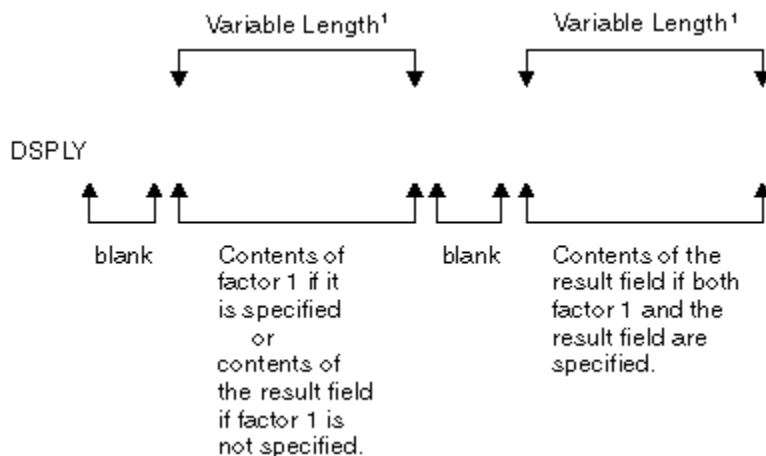 Variable Length¹
Variable Length¹
DSPLY
blank
Contents of
factor 1 if it
is specified
or
contents of
the result field
if factor 1 is
not specified.
blank
Contents of the
result field if both
factor 1 and the
result field are
specified.